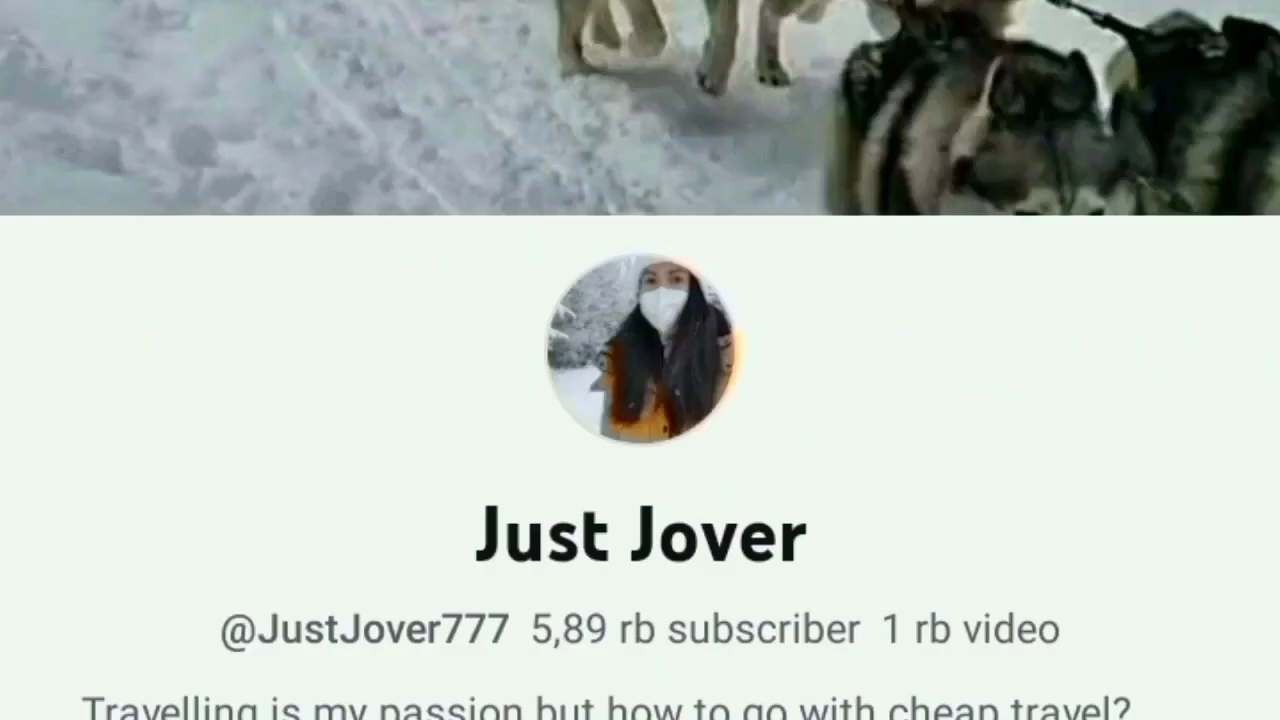 Just Jover
@JustJover777 5,89 rb subscriber 1 rb video
Travelling is my passion but how to go with cheap travel?